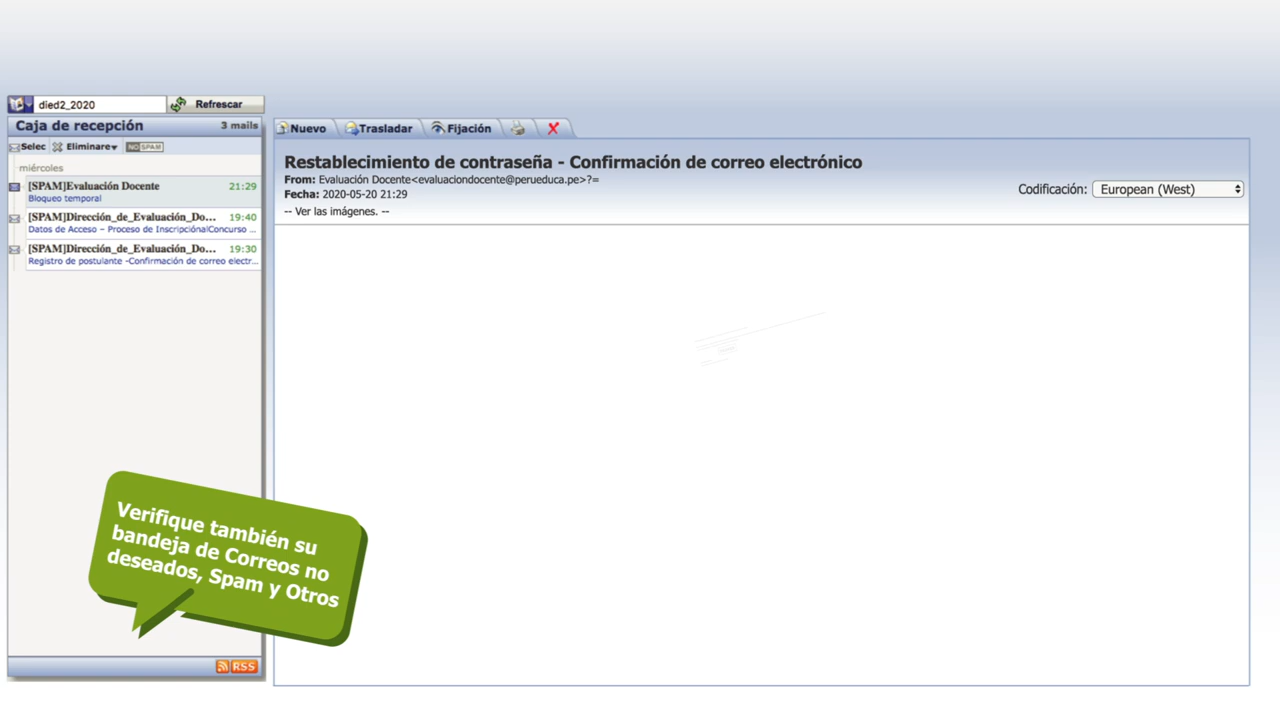 died2_2020
Refrescar
Caja de recepción
3 mails
Selec
Eliminare
NO SPAM
miércoles
[SPAM]Evaluación Docente
21:29
Bloqueo temporal
[SPAM]Dirección_de_Evaluación_Do...
19:40
Datos de Acceso – Proceso de InscripciónalConcurso ...
[SPAM]Dirección_de_Evaluación_Do...
19:30
Registro de postulante -Confirmación de correo electr...
RSS
Nuevo
Trasladar
Fijación
Restablecimiento de contraseña - Confirmación de correo electrónico
From: Evaluación Docente<evaluaciondocente@perueduca.pe>?=
Fecha: 2020-05-20 21:29
-- Ver las imágenes. --
Codificación:
European (West)
Verifique también su
bandeja de Correos no
deseados, Spam y Otros